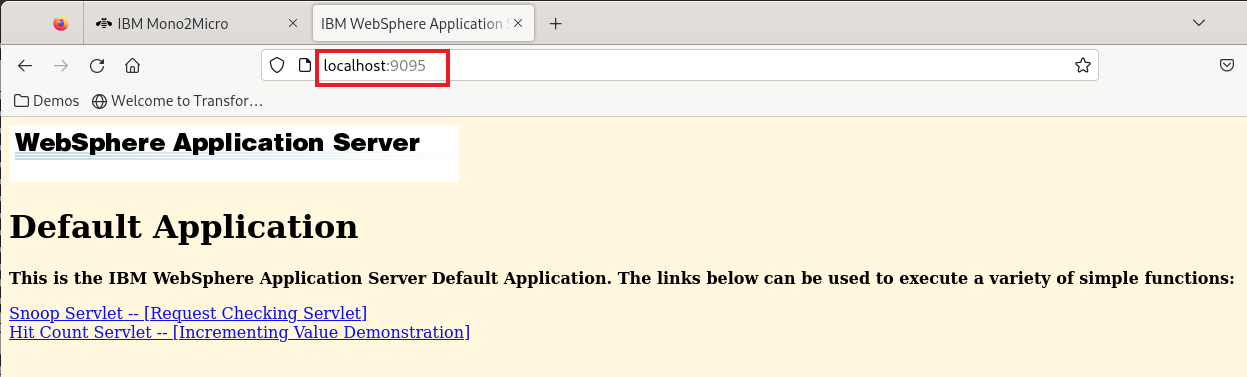 IBM Mono2Micro
IBM WebSphere Application S
localhost:9095
Demos
Welcome to Transfor…
WebSphere Application Server
Default Application
This is the IBM WebSphere Application Server Default Application. The links below can be used to execute a variety of simple functions:
Snoop Servlet -- [Request Checking Servlet]
Hit Count Servlet -- [Incrementing Value Demonstration]